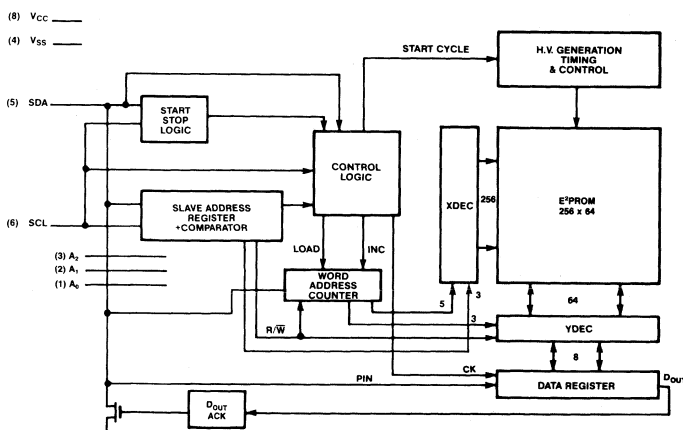 (8) VCC
(4) VSS
START CYCLE
H.V. GENERATION
TIMING
& CONTROL
(5) SDA
START
STOP
LOGIC
CONTROL
LOGIC
XDEC
256
E²PROM
256 x 64
SLAVE ADDRESS
REGISTER
+COMPARATOR
(6) SCL
LOAD
INC
(3) A₂
(2) A₁
(1) A₀
WORD
ADDRESS
COUNTER
5
3
64
R/W̅
3
YDEC
8
PIN
CK
DATA REGISTER
DOUT
DOUT
ACK